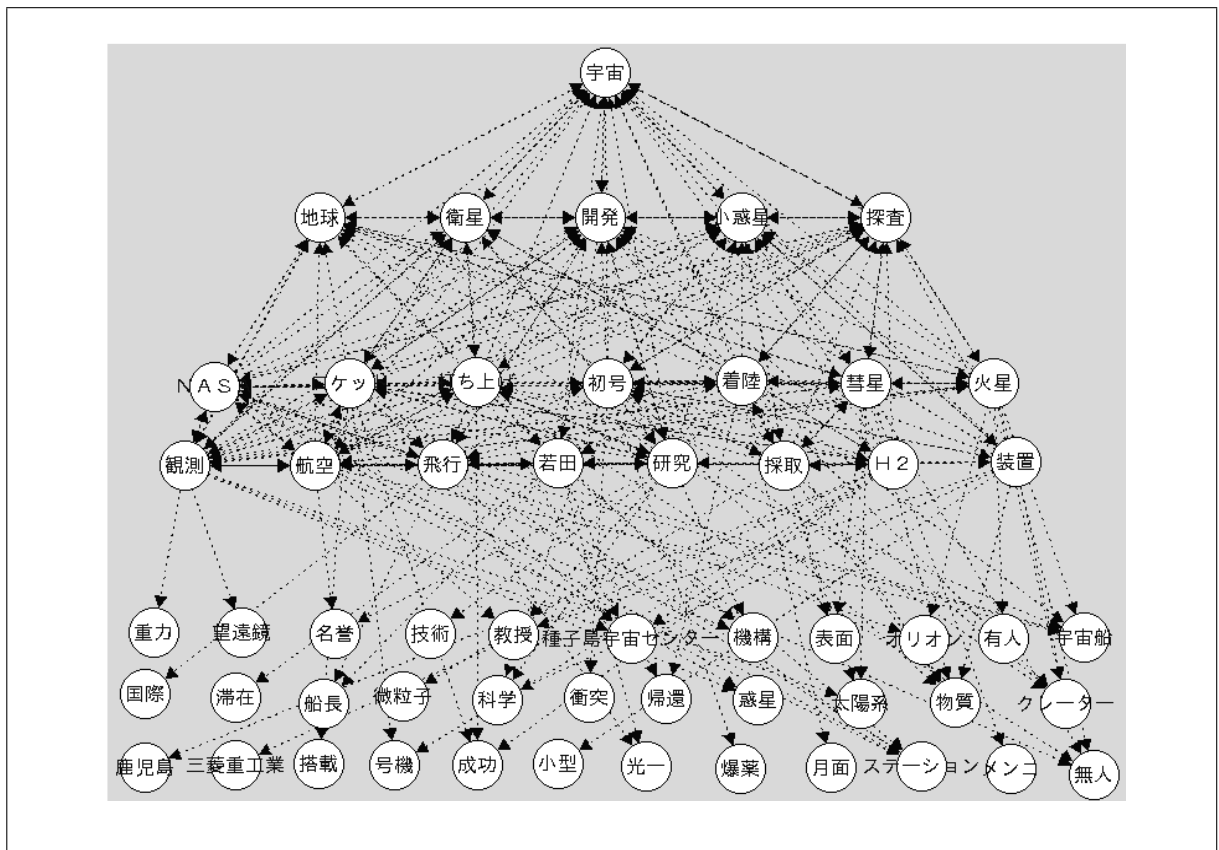 宇宙
地球 衛星 開発 小惑星 探査
ＮＡＳ ケッ ち上 初号 着陸 彗星 火星
観測 航空 飛行 若田 研究 採取 Ｈ２ 装置
重力 望遠鏡 名誉 技術 教授 種子島宇宙センター 機構 表面 オリオン 有人 宇宙船
国際 滞在 船長 微粒子 科学 衝突 帰還 惑星 太陽系 物質 クレーター
鹿児島 三菱重工業 搭載 号機 成功 小型 光一 爆薬 月面 ステーション 無人